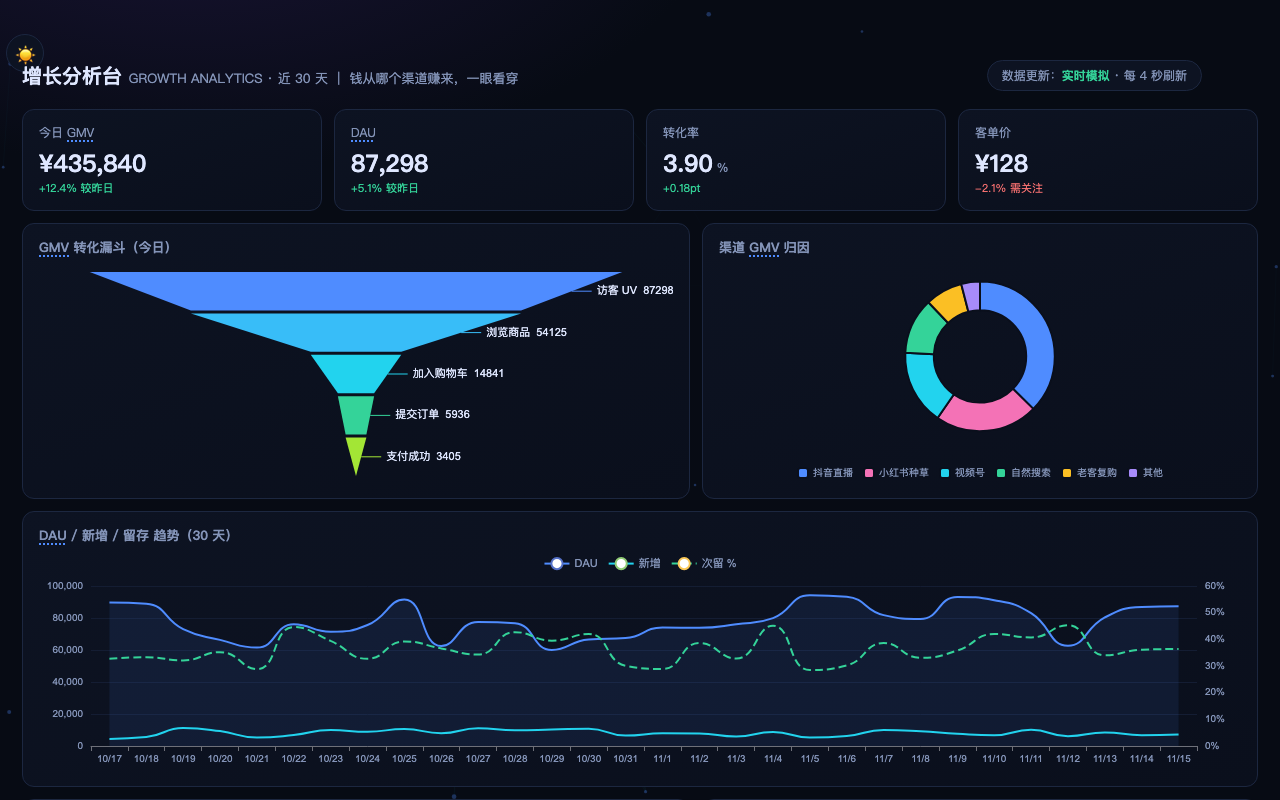 增长分析台 GROWTH ANALYTICS · 近 30 天 | 钱从哪个渠道赚来，一眼看穿
数据更新：实时模拟 · 每 4 秒刷新
今日 GMV
¥435,840
+12.4% 较昨日
DAU
87,298
+5.1% 较昨日
转化率
3.90 %
+0.18pt
客单价
¥128
−2.1% 需关注
GMV 转化漏斗（今日）
访客 UV 87298
浏览商品 54125
加入购物车 14841
提交订单 5936
支付成功 3405
渠道 GMV 归因
抖音直播 小红书种草 视频号 自然搜索 老客复购 其他
DAU / 新增 / 留存 趋势（30 天）
DAU 新增 次留 %
100,000 60%
80,000 50%
60,000 40%
40,000 30%
20,000 20%
0 10%
0%
10/17 10/18 10/19 10/20 10/21 10/22 10/23 10/24 10/25 10/26 10/27 10/28 10/29 10/30 10/31 11/1 11/2 11/3 11/4 11/5 11/6 11/7 11/8 11/9 11/10 11/11 11/12 11/13 11/14 11/15